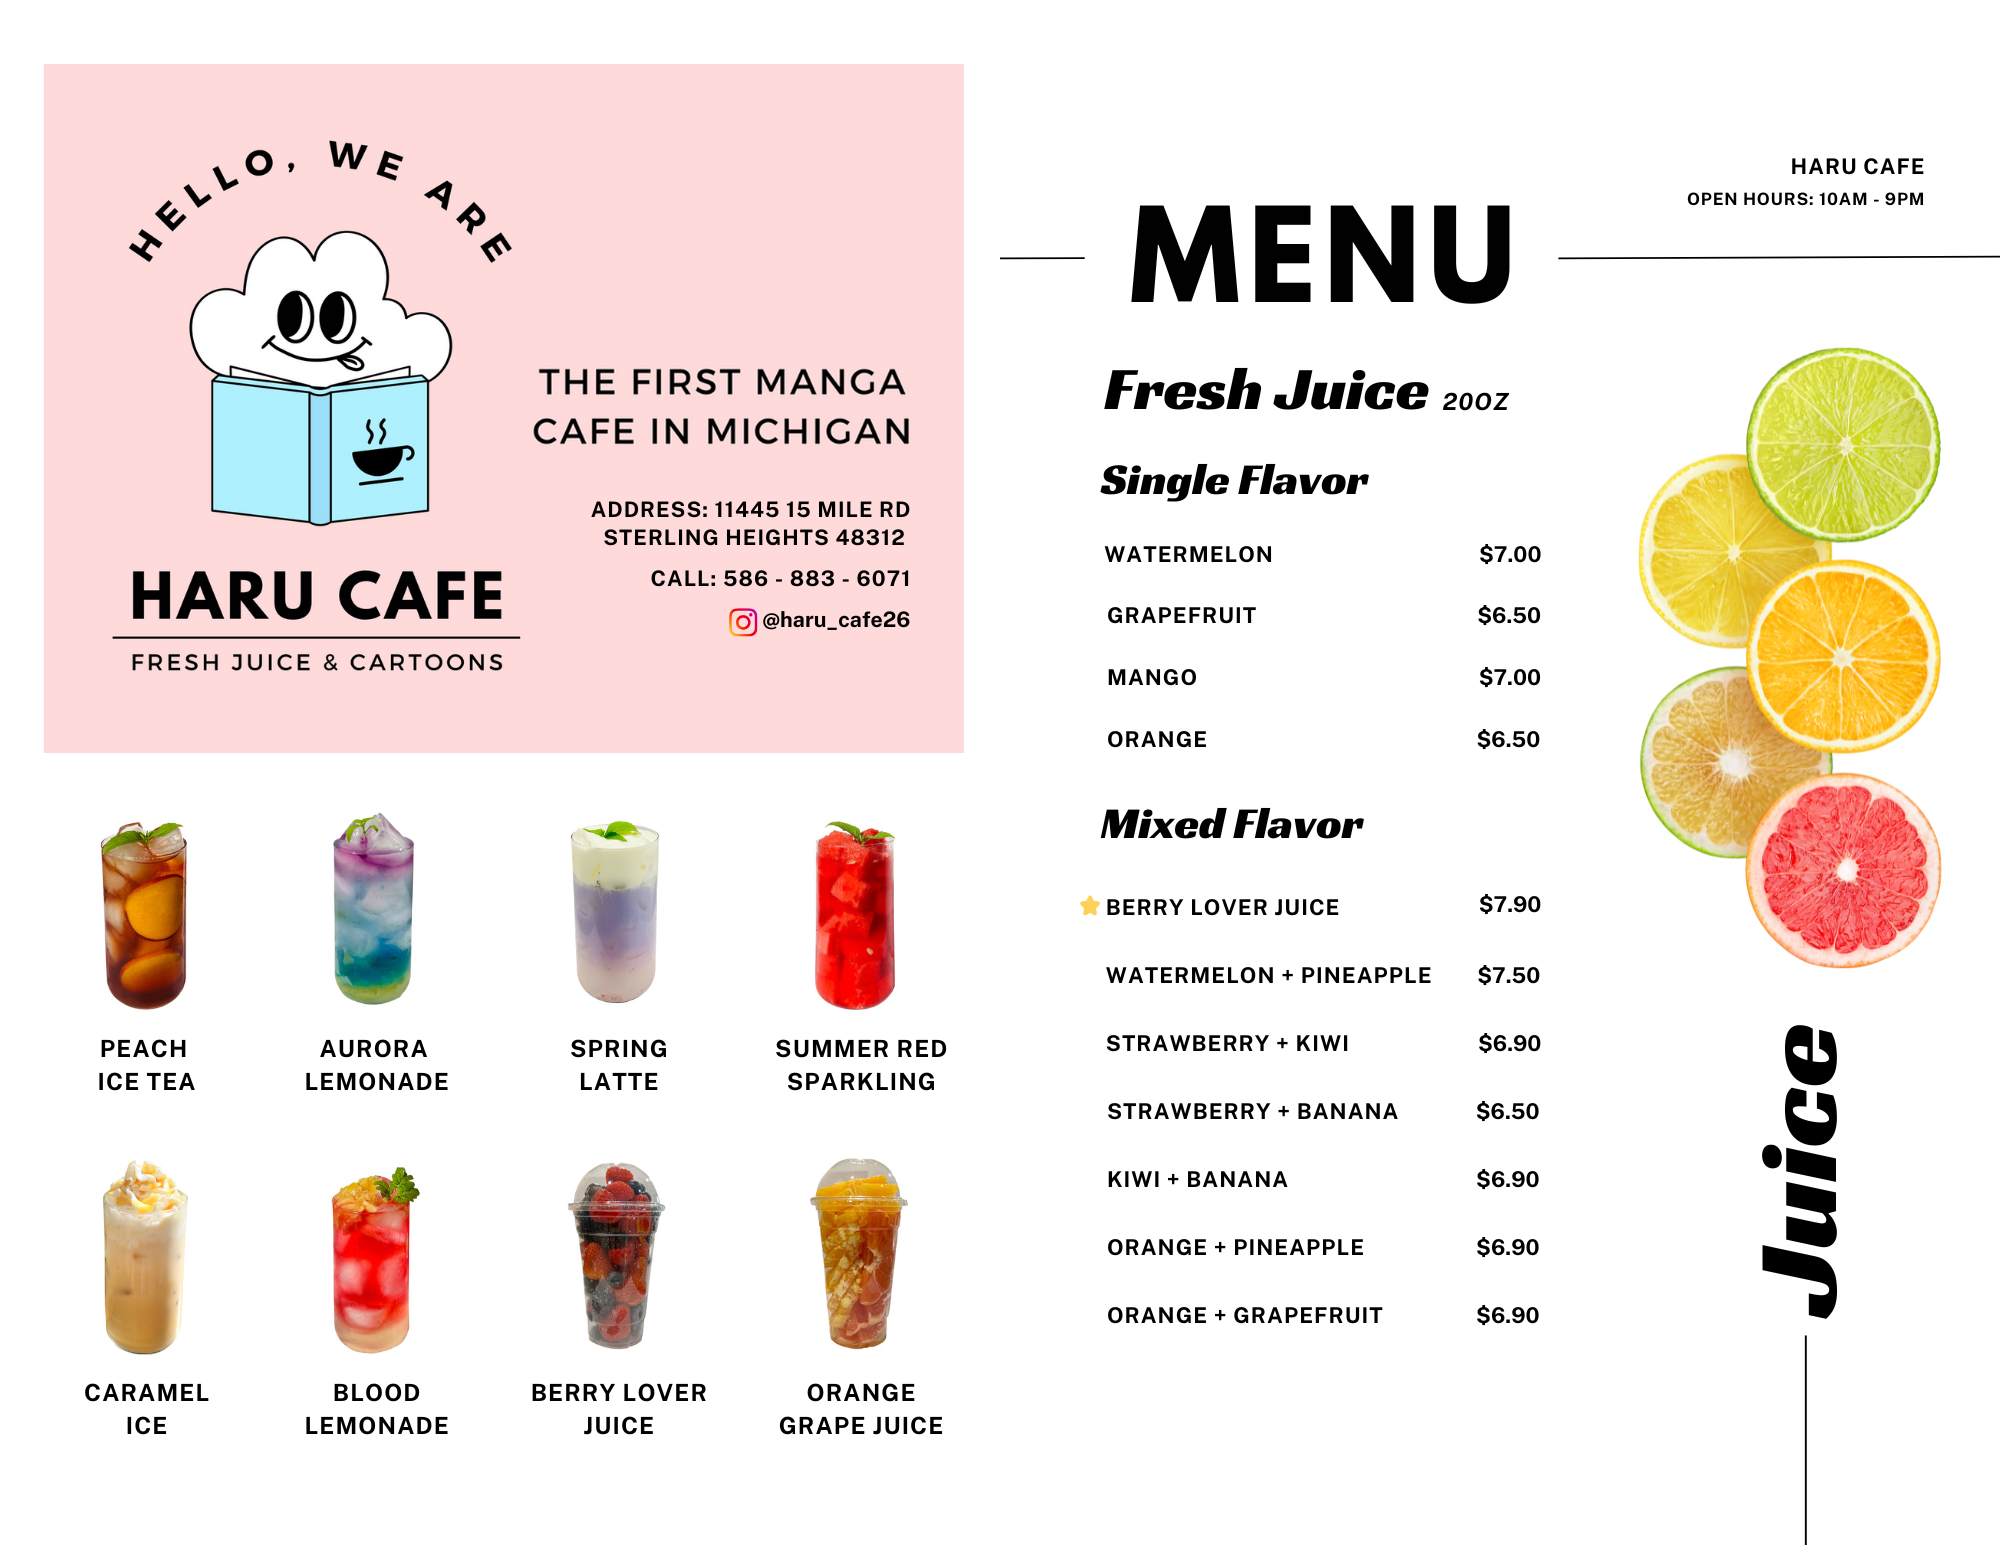 HELLO, WE ARE
HARU CAFE
FRESH JUICE & CARTOONS
THE FIRST MANGA
CAFE IN MICHIGAN
ADDRESS: 11445 15 MILE RD
STERLING HEIGHTS 48312
CALL: 586 - 883 - 6071
@haru_cafe26
PEACH
ICE TEA
AURORA
LEMONADE
SPRING
LATTE
SUMMER RED
SPARKLING
CARAMEL
ICE
BLOOD
LEMONADE
BERRY LOVER
JUICE
ORANGE
GRAPE JUICE
HARU CAFE
OPEN HOURS: 10AM - 9PM
MENU
Fresh Juice 20OZ
Single Flavor
WATERMELON $7.00
GRAPEFRUIT $6.50
MANGO $7.00
ORANGE $6.50
Mixed Flavor
BERRY LOVER JUICE $7.90
WATERMELON + PINEAPPLE $7.50
STRAWBERRY + KIWI $6.90
STRAWBERRY + BANANA $6.50
KIWI + BANANA $6.90
ORANGE + PINEAPPLE $6.90
ORANGE + GRAPEFRUIT $6.90
Juice